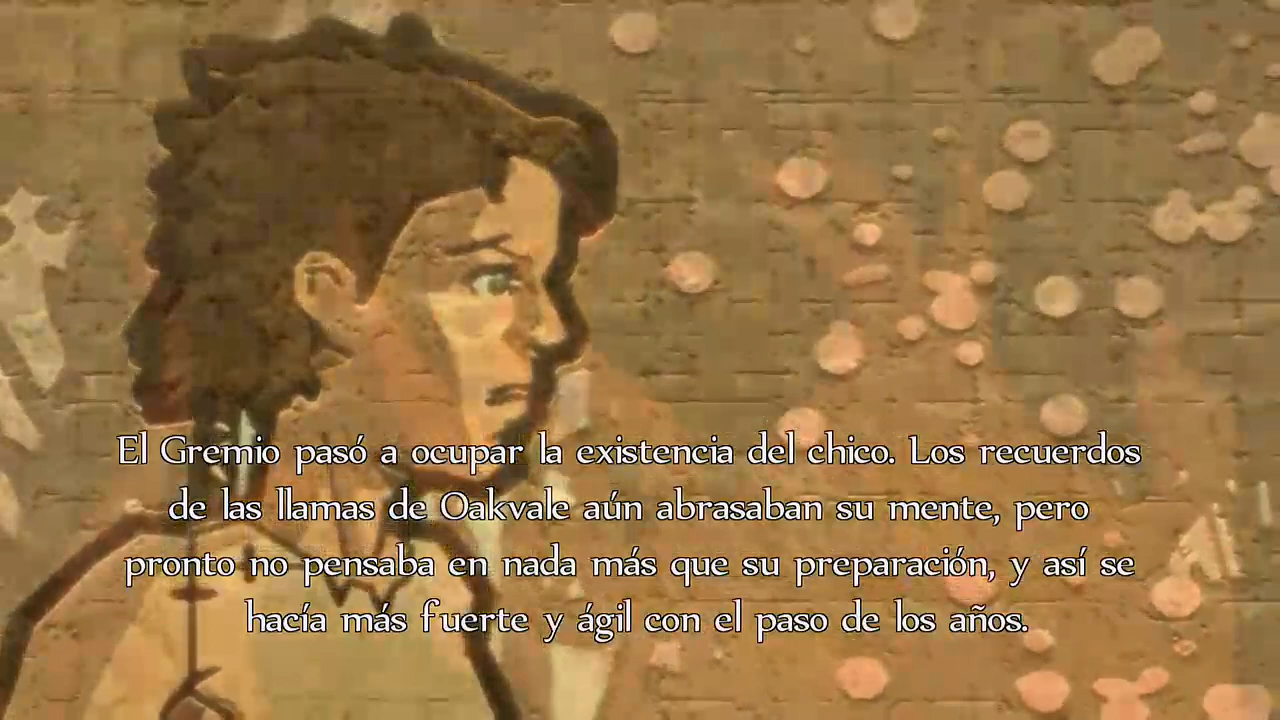 El Gremio pasó a ocupar la existencia del chico. Los recuerdos
de las llamas de Oakvale aún abrasaban su mente, pero
pronto no pensaba en nada más que su preparación, y así se
hacía más fuerte y ágil con el paso de los años.